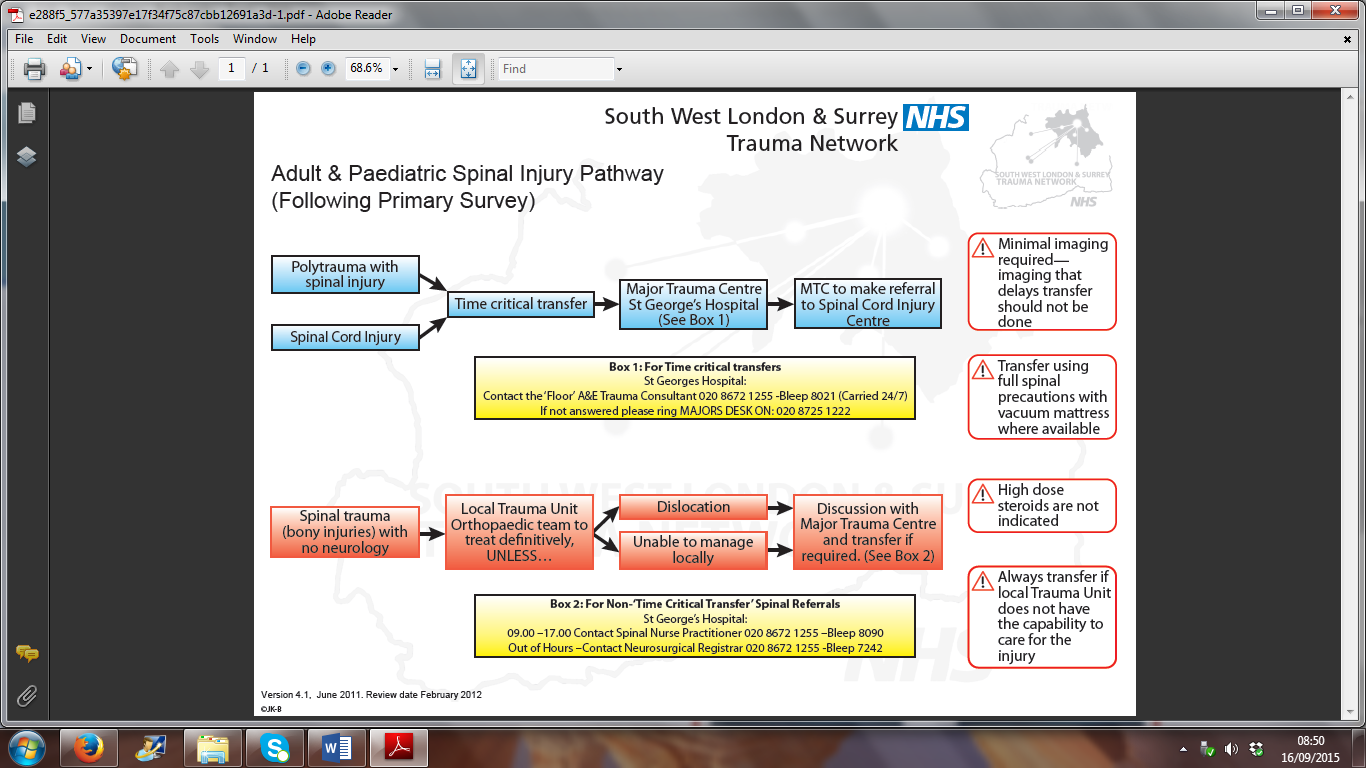 e288f5_577a35397e17f34f75c87cbb12691a3d-1.pdf - Adobe Reader
File Edit View Document Tools Window Help
1 / 1 68.6% Find
South West London & Surrey NHS
Trauma Network
SOUTH WEST LONDON & SURREY
TRAUMA NETWORK
NHS
Adult & Paediatric Spinal Injury Pathway
(Following Primary Survey)
Polytrauma with
spinal injury
Spinal Cord Injury
Time critical transfer
Major Trauma Centre
St George's Hospital
(See Box 1)
MTC to make referral
to Spinal Cord Injury
Centre
Minimal imaging
required—
imaging that
delays transfer
should not be
done
Box 1: For Time critical transfers
St Georges Hospital:
Contact the 'Floor' A&E Trauma Consultant 020 8672 1255 -Bleep 8021 (Carried 24/7)
If not answered please ring MAJORS DESK ON: 020 8725 1222
Transfer using
full spinal
precautions with
vacuum mattress
where available
Spinal trauma
(bony injuries) with
no neurology
Local Trauma Unit
Orthopaedic team to
treat definitively,
UNLESS…
Dislocation
Unable to manage
locally
Discussion with
Major Trauma Centre
and transfer if
required. (See Box 2)
High dose
steroids are not
indicated
Box 2: For Non-'Time Critical Transfer' Spinal Referrals
St George's Hospital:
09.00 –17.00 Contact Spinal Nurse Practitioner 020 8672 1255 –Bleep 8090
Out of Hours –Contact Neurosurgical Registrar 020 8672 1255 -Bleep 7242
Always transfer if
local Trauma Unit
does not have
the capability to
care for the
injury
NHS
Version 4.1, June 2011. Review date February 2012
©JK-B
08:50
16/09/2015